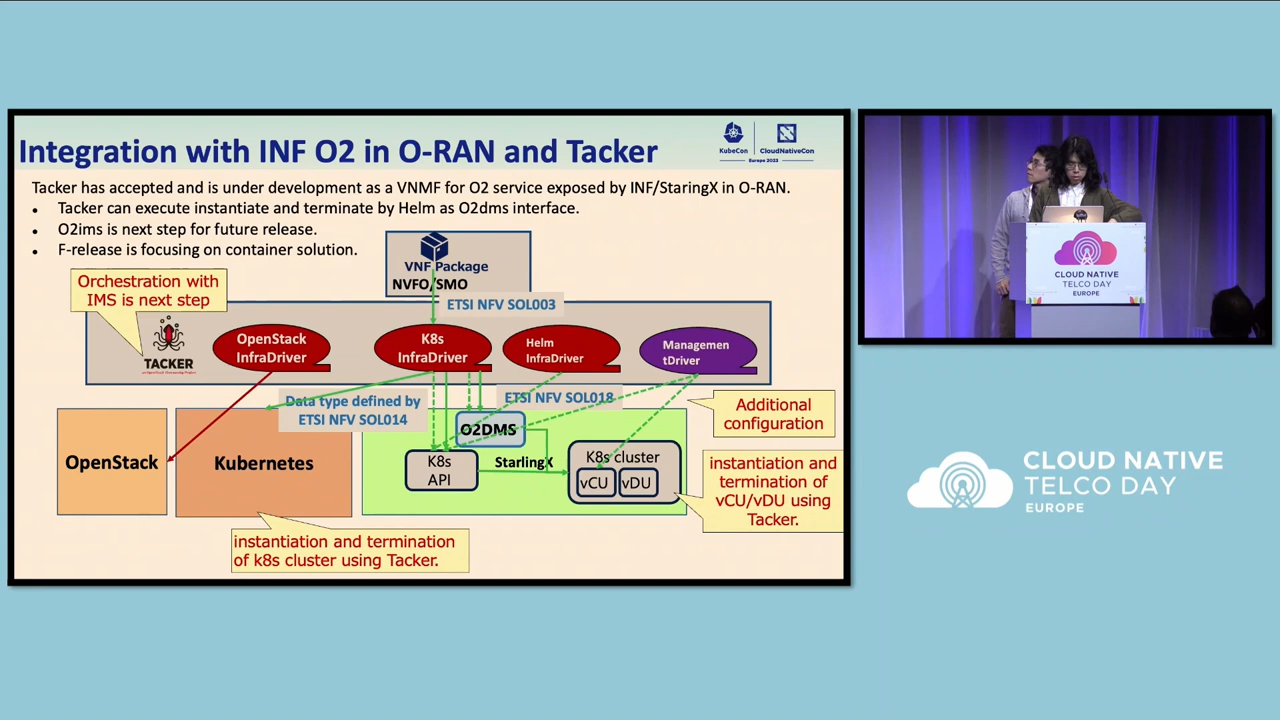 Integration with INF O2 in O-RAN and Tacker
KubeCon
CloudNativeCon
Europe 2023
Tacker has accepted and is under development as a VNMF for O2 service exposed by INF/StaringX in O-RAN.
• Tacker can execute instantiate and terminate by Helm as O2dms interface.
• O2ims is next step for future release.
• F-release is focusing on container solution.
VNF Package
NVFO/SMO
Orchestration with
IMS is next step
ETSI NFV SOL003
TACKER
OpenStack
InfraDriver
K8s
InfraDriver
Helm
InfraDriver
Managemen
tDriver
Data type defined by
ETSI NFV SOL014
ETSI NFV SOL018
Additional
configuration
O2DMS
OpenStack
Kubernetes
K8s
API
StarlingX
K8s cluster
vCU
vDU
instantiation and
termination of
vCU/vDU using
Tacker.
instantiation and termination
of k8s cluster using Tacker.
CLOUD NATIVE
TELCO DAY
EUROPE
CLOUD NATIVE
TELCO DAY
EUROPE